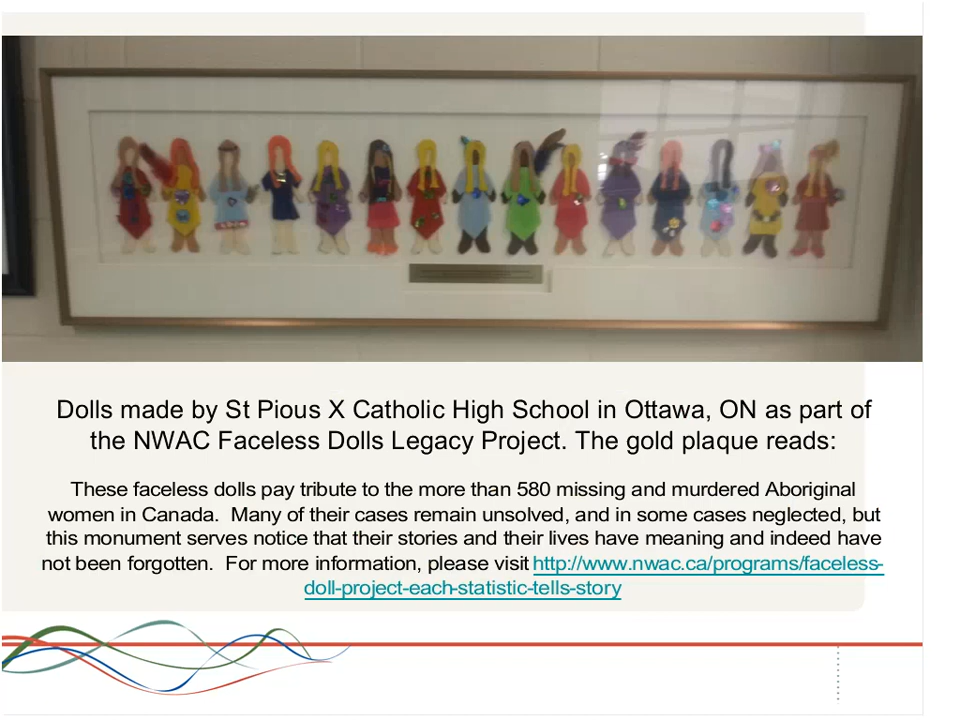 Dolls made by St Pious X Catholic High School in Ottawa, ON as part of
the NWAC Faceless Dolls Legacy Project. The gold plaque reads:
These faceless dolls pay tribute to the more than 580 missing and murdered Aboriginal
women in Canada.  Many of their cases remain unsolved, and in some cases neglected, but
this monument serves notice that their stories and their lives have meaning and indeed have
not been forgotten.  For more information, please visit http://www.nwac.ca/programs/faceless-
doll-project-each-statistic-tells-story